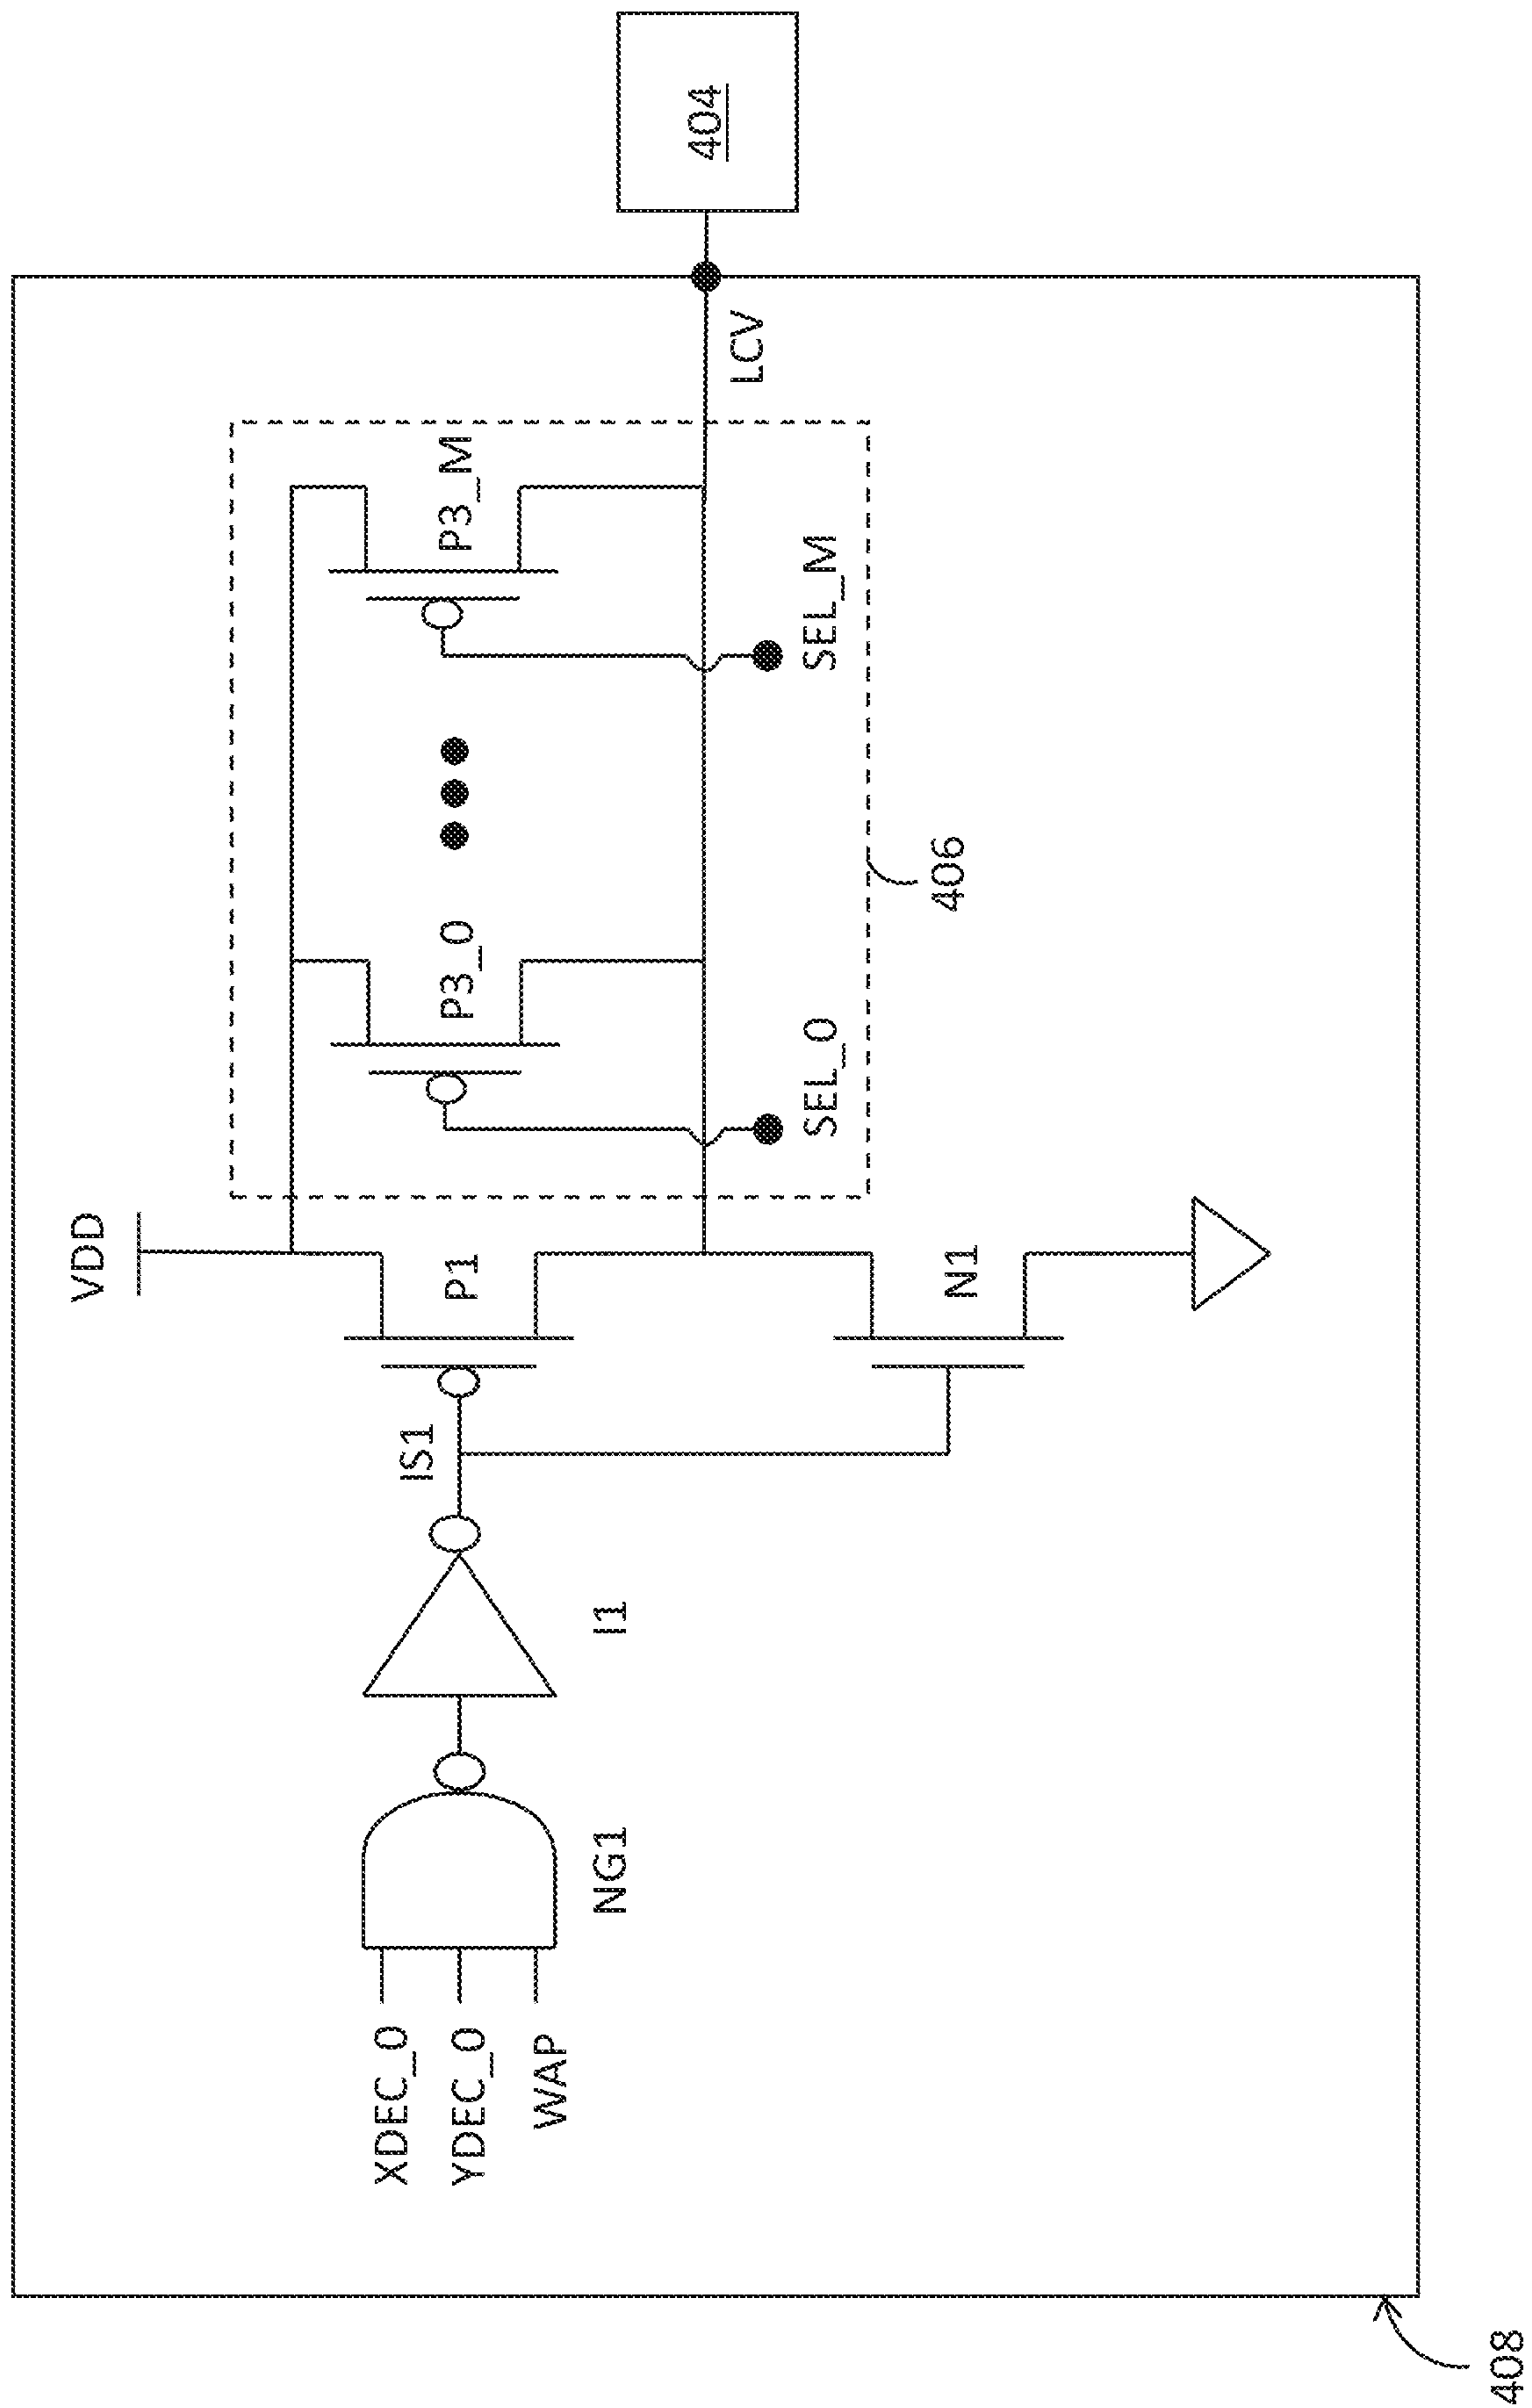 VDD
XDEC_0
YDEC_0
WAP
NG1
I1
IS1
P1
N1
P3_0
P3_M
SEL_0
SEL_M
LCV
404
406
408